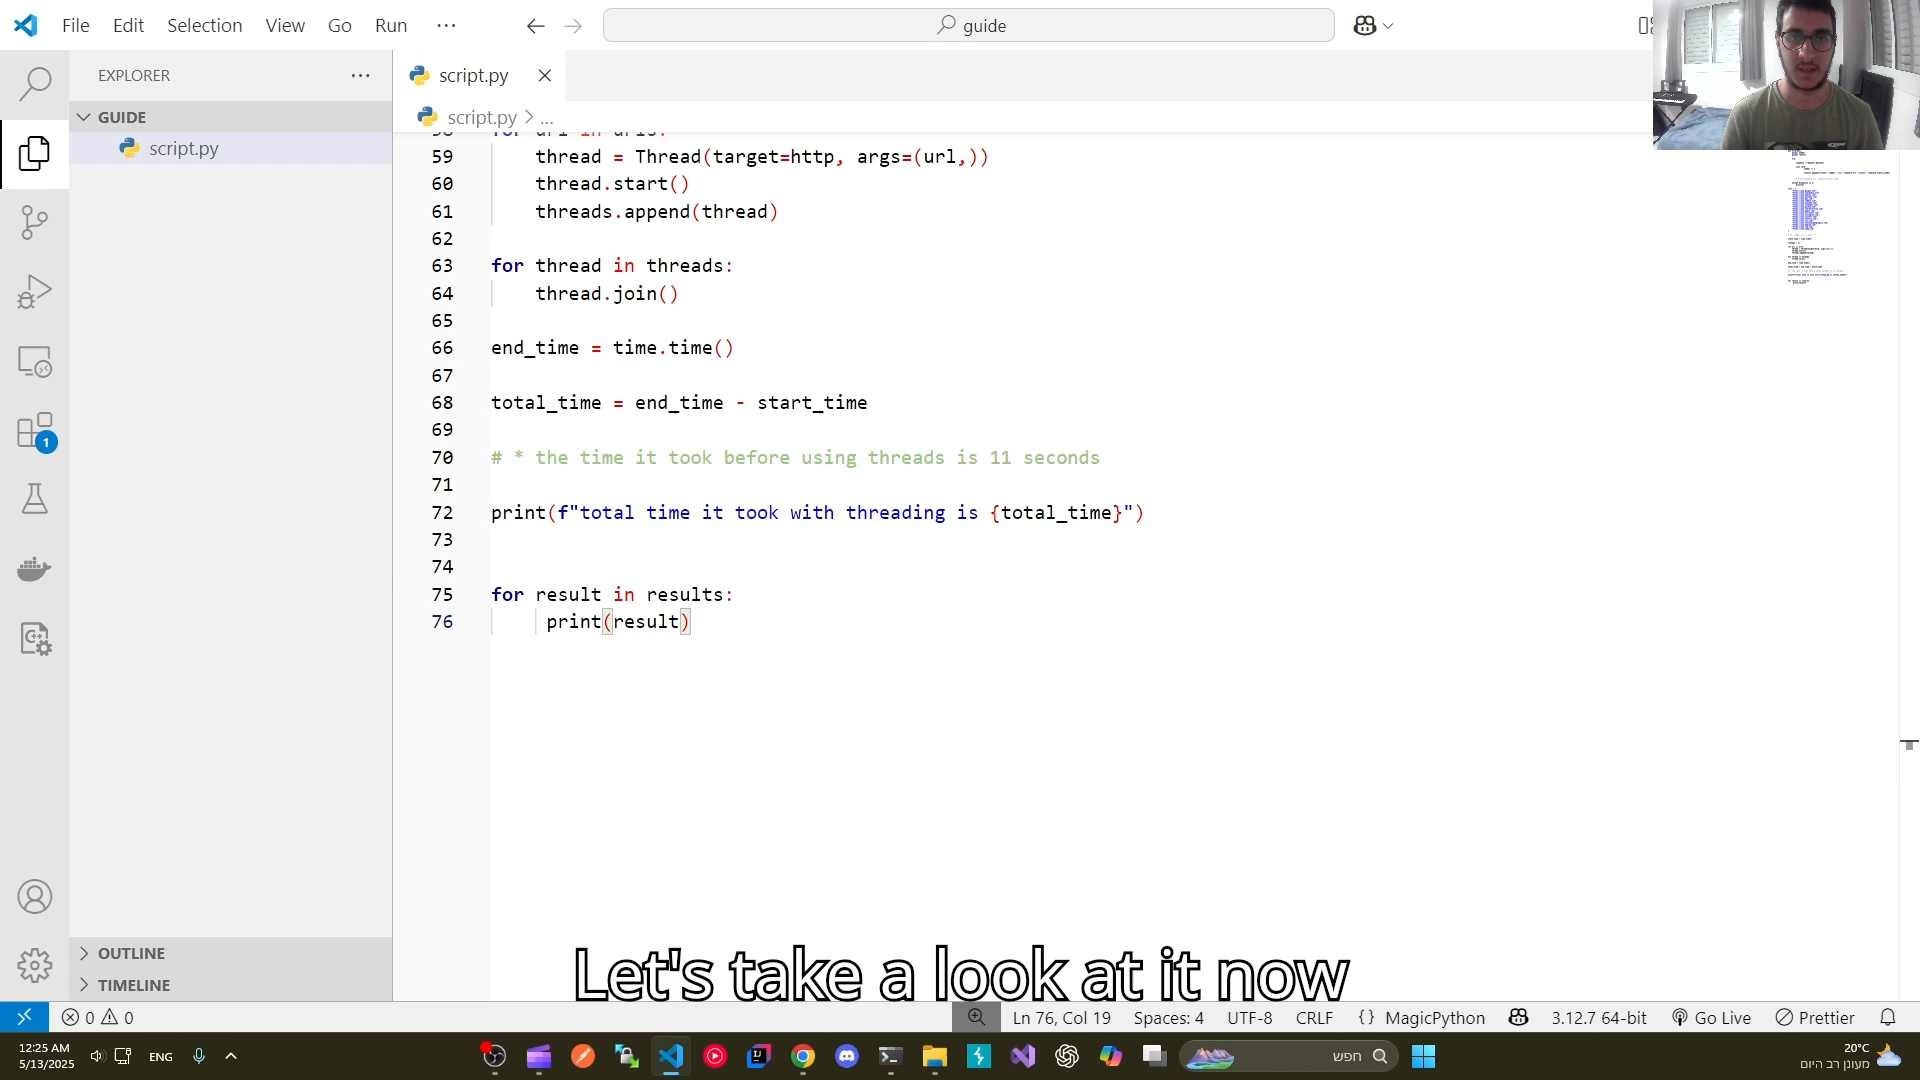 File Edit Selection View Go Run ···
guide
EXPLORER
GUIDE
script.py
OUTLINE
TIMELINE
script.py
script.py > ...
59 thread = Thread(target=http, args=(url,))
60 thread.start()
61 threads.append(thread)
62
63 for thread in threads:
64 thread.join()
65
66 end_time = time.time()
67
68 total_time = end_time - start_time
69
70 # * the time it took before using threads is 11 seconds
71
72 print(f"total time it took with threading is {total_time}")
73
74
75 for result in results:
76 print(result)
1
Let's take a look at it now
0 0
Ln 76, Col 19 Spaces: 4 UTF-8 CRLF {} MagicPython 3.12.7 64-bit Go Live Prettier
12:25 AM
5/13/2025
ENG
חפש
20°C
מעונן רב היום